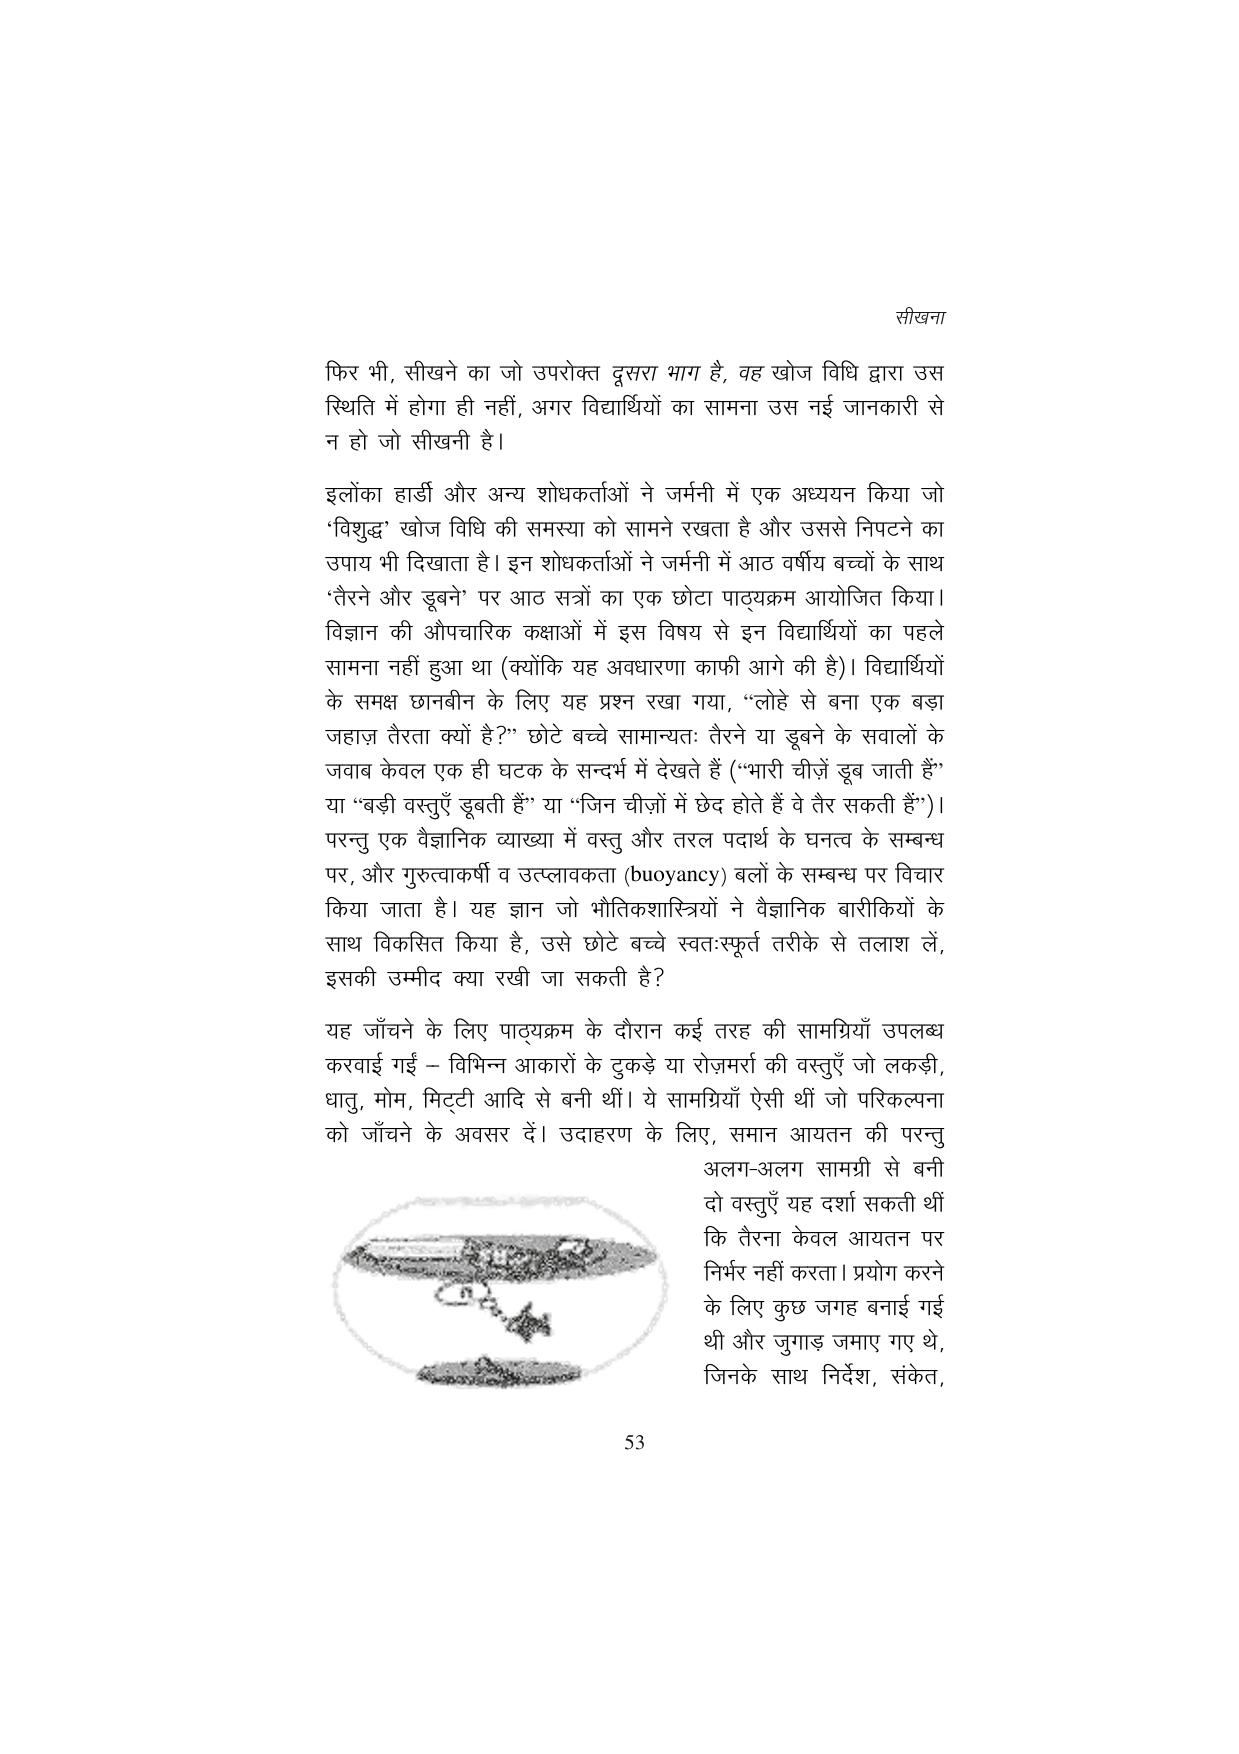 सीखना
फिर भी, सीखने का जो उपरोक्त दूसरा भाग है, वह खोज विधि द्वारा उस
स्थिति में होगा ही नहीं, अगर विद्यार्थियों का सामना उस नई जानकारी से
न हो जो सीखनी है।
इलोंका हार्डी और अन्य शोधकर्ताओं ने जर्मनी में एक अध्ययन किया जो
‘विशुद्ध’ खोज विधि की समस्या को सामने रखता है और उससे निपटने का
उपाय भी दिखाता है। इन शोधकर्ताओं ने जर्मनी में आठ वर्षीय बच्चों के साथ
‘तैरने और डूबने’ पर आठ सत्रों का एक छोटा पाठ्यक्रम आयोजित किया।
विज्ञान की औपचारिक कक्षाओं में इस विषय से इन विद्यार्थियों का पहले
सामना नहीं हुआ था (क्योंकि यह अवधारणा काफी आगे की है)। विद्यार्थियों
के समक्ष छानबीन के लिए यह प्रश्न रखा गया, “लोहे से बना एक बड़ा
जहाज़ तैरता क्यों है?” छोटे बच्चे सामान्यतः तैरने या डूबने के सवालों के
जवाब केवल एक ही घटक के सन्दर्भ में देखते हैं (“भारी चीज़ें डूब जाती हैं”
या “बड़ी वस्तुएँ डूबती हैं” या “जिन चीज़ों में छेद होते हैं वे तैर सकती हैं”)।
परन्तु एक वैज्ञानिक व्याख्या में वस्तु और तरल पदार्थ के घनत्व के सम्बन्ध
पर, और गुरुत्वाकर्षी व उत्प्लावकता (buoyancy) बलों के सम्बन्ध पर विचार
किया जाता है। यह ज्ञान जो भौतिकशास्त्रियों ने वैज्ञानिक बारीकियों के
साथ विकसित किया है, उसे छोटे बच्चे स्वतःस्फूर्त तरीके से तलाश लें,
इसकी उम्मीद क्या रखी जा सकती है?
यह जाँचने के लिए पाठ्यक्रम के दौरान कई तरह की सामग्रियाँ उपलब्ध
करवाई गईं – विभिन्न आकारों के टुकड़े या रोज़मर्रा की वस्तुएँ जो लकड़ी,
धातु, मोम, मिट्टी आदि से बनी थीं। ये सामग्रियाँ ऐसी थीं जो परिकल्पना
को जाँचने के अवसर दें। उदाहरण के लिए, समान आयतन की परन्तु
अलग-अलग सामग्री से बनी
दो वस्तुएँ यह दर्शा सकती थीं
कि तैरना केवल आयतन पर
निर्भर नहीं करता। प्रयोग करने
के लिए कुछ जगह बनाई गई
थी और जुगाड़ जमाए गए थे,
जिनके साथ निर्देश, संकेत,
53